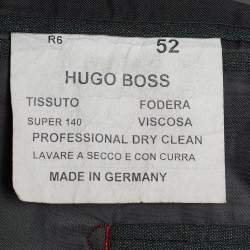 R6 52
HUGO BOSS
TISSUTO FODERA
SUPER 140 VISCOSA
PROFESSIONAL DRY CLEAN
LAVARE A SECCO E CON CURRA
MADE IN GERMANY